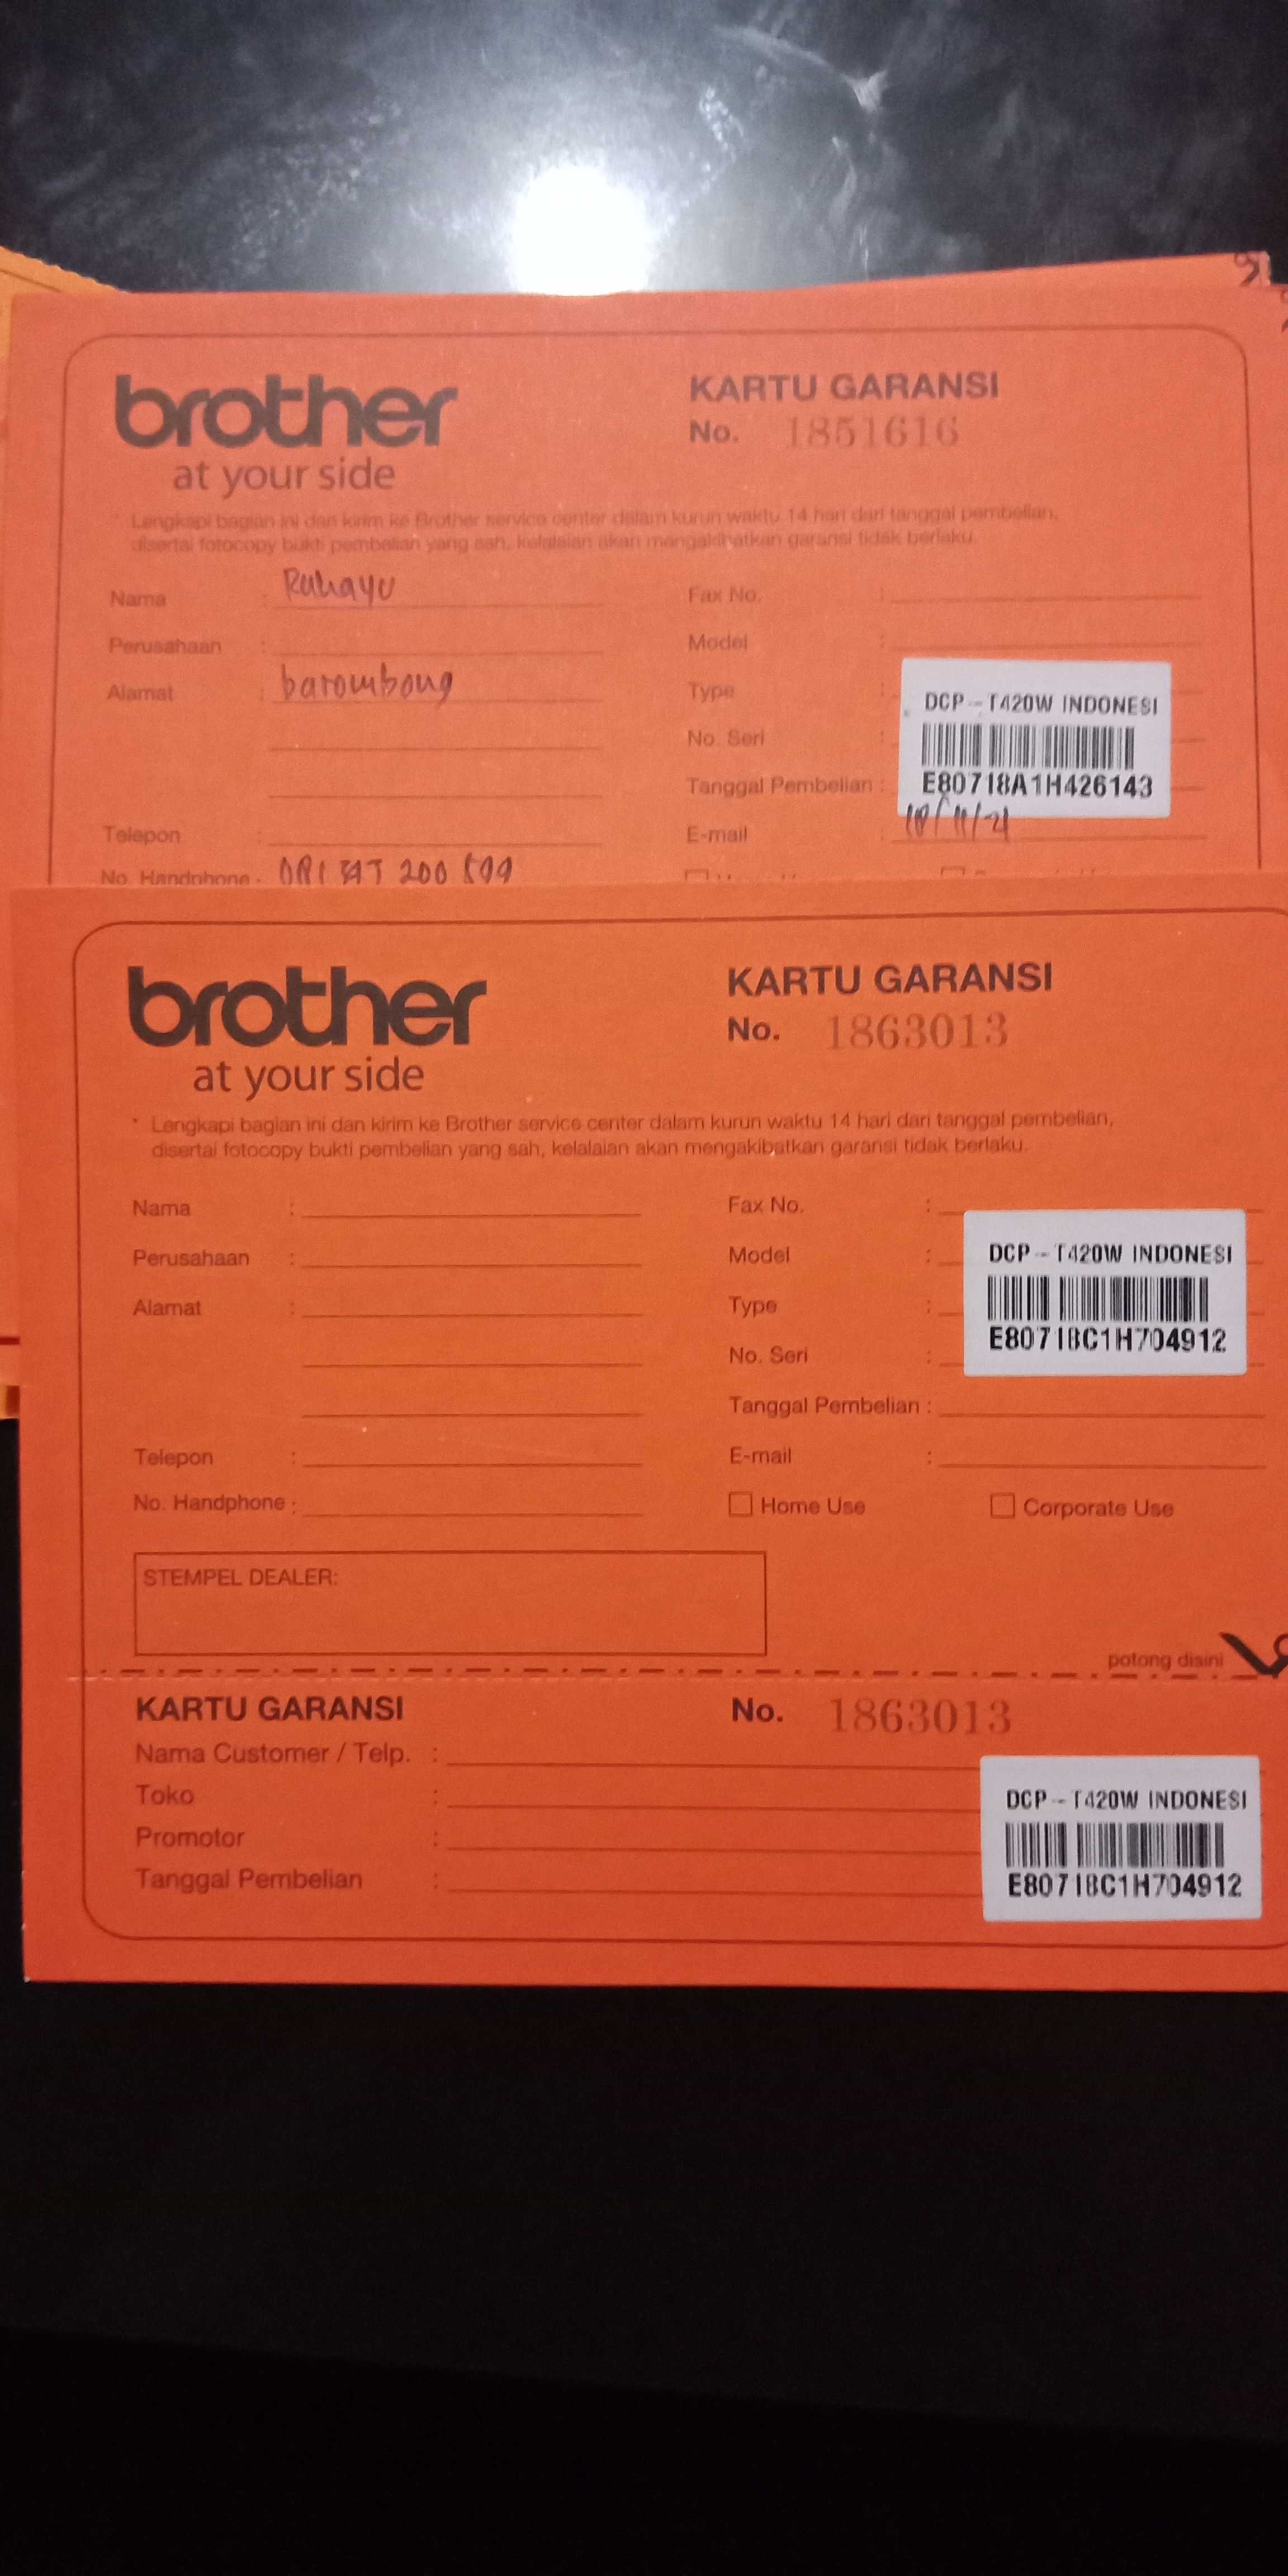 brother
at your side
KARTU GARANSI
No. 1851616
* Lengkapi bagian ini dan kirim ke Brother service center dalam kurun waktu 14 hari dari tanggal pembelian,
disertai fotocopy bukti pembelian yang sah, kelalaian akan mengakibatkan garansi tidak berlaku.
Nama : Rahayu
Perusahaan :
Alamat : barombong
Telepon :
No. Handphone :
Fax No. :
Model :
Type :
No. Seri :
DCP-T420W INDONESI
E80718A1H426143
Tanggal Pembelian :
E-mail :
brother
at your side
KARTU GARANSI
No. 1863013
* Lengkapi bagian ini dan kirim ke Brother service center dalam kurun waktu 14 hari dari tanggal pembelian,
disertai fotocopy bukti pembelian yang sah, kelalaian akan mengakibatkan garansi tidak berlaku.
Nama :
Perusahaan :
Alamat :
Telepon :
No. Handphone :
Fax No. :
Model :
Type :
No. Seri :
DCP-T420W INDONESI
E80718C1H704912
Tanggal Pembelian :
E-mail :
Home Use
Corporate Use
STEMPEL DEALER:
potong disini
KARTU GARANSI
No. 1863013
Nama Customer / Telp. :
Toko :
Promotor :
Tanggal Pembelian :
DCP-T420W INDONESI
E80718C1H704912